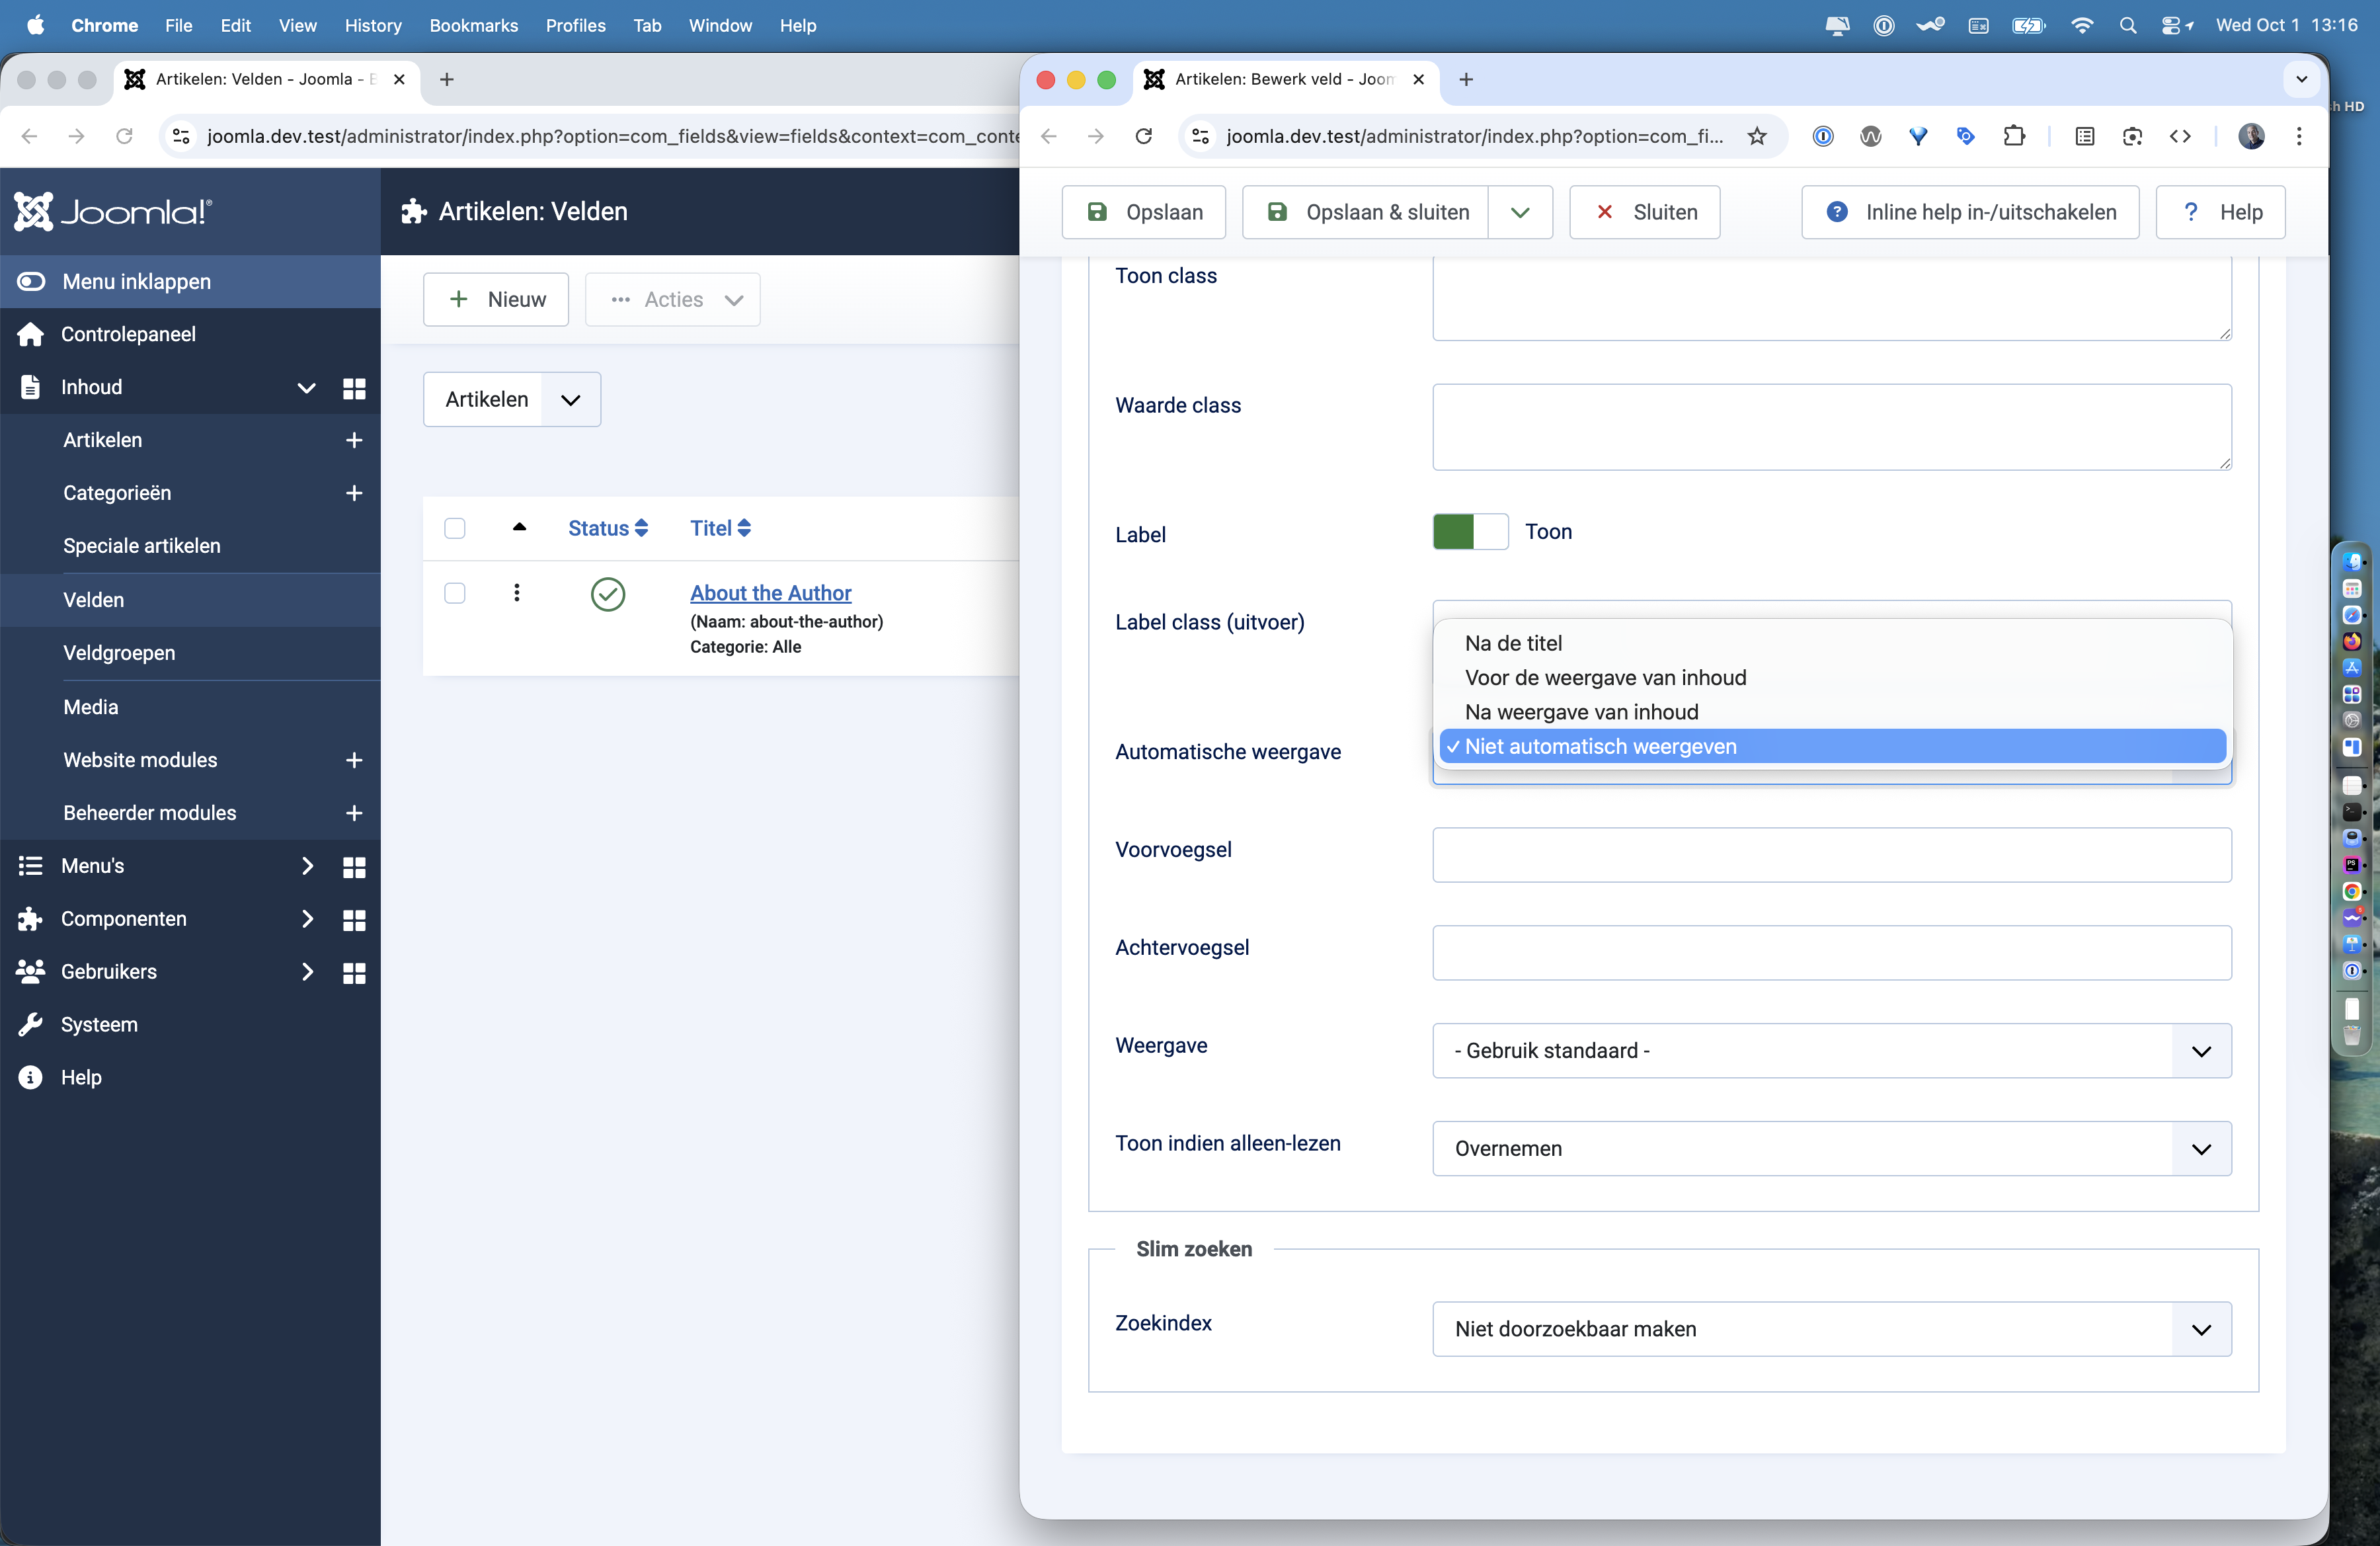 Chrome File Edit View History Bookmarks Profiles Tab Window Help
Wed Oct 1 13:16
Artikelen: Velden - Joomla -
joomla.dev.test/administrator/index.php?option=com_fields&view=fields&context=com_conte
Joomla!®
Menu inklappen
Controlepaneel
Inhoud
Artikelen
Categorieën
Speciale artikelen
Velden
Veldgroepen
Media
Website modules
Beheerder modules
Menu's
Componenten
Gebruikers
Systeem
Help
Artikelen: Velden
Nieuw
Acties
Artikelen
Status
Titel
About the Author
(Naam: about-the-author)
Categorie: Alle
Artikelen: Bewerk veld - Joom
joomla.dev.test/administrator/index.php?option=com_fi...
Opslaan
Opslaan & sluiten
Sluiten
Inline help in-/uitschakelen
Help
Toon class
Waarde class
Label
Toon
Label class (uitvoer)
Na de titel
Voor de weergave van inhoud
Na weergave van inhoud
Automatische weergave
✓ Niet automatisch weergeven
Voorvoegsel
Achtervoegsel
Weergave
- Gebruik standaard -
Toon indien alleen-lezen
Overnemen
Slim zoeken
Zoekindex
Niet doorzoekbaar maken
sh HD